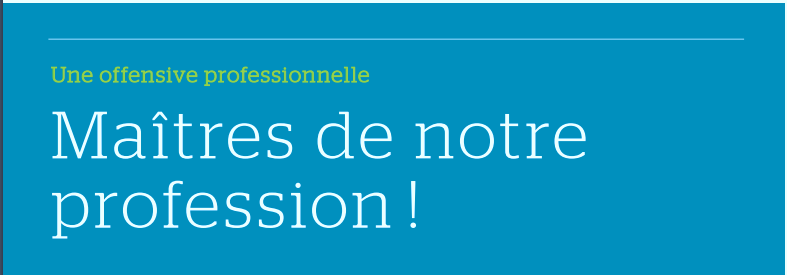 Une offensive professionnelle
Maîtres de notre
profession !